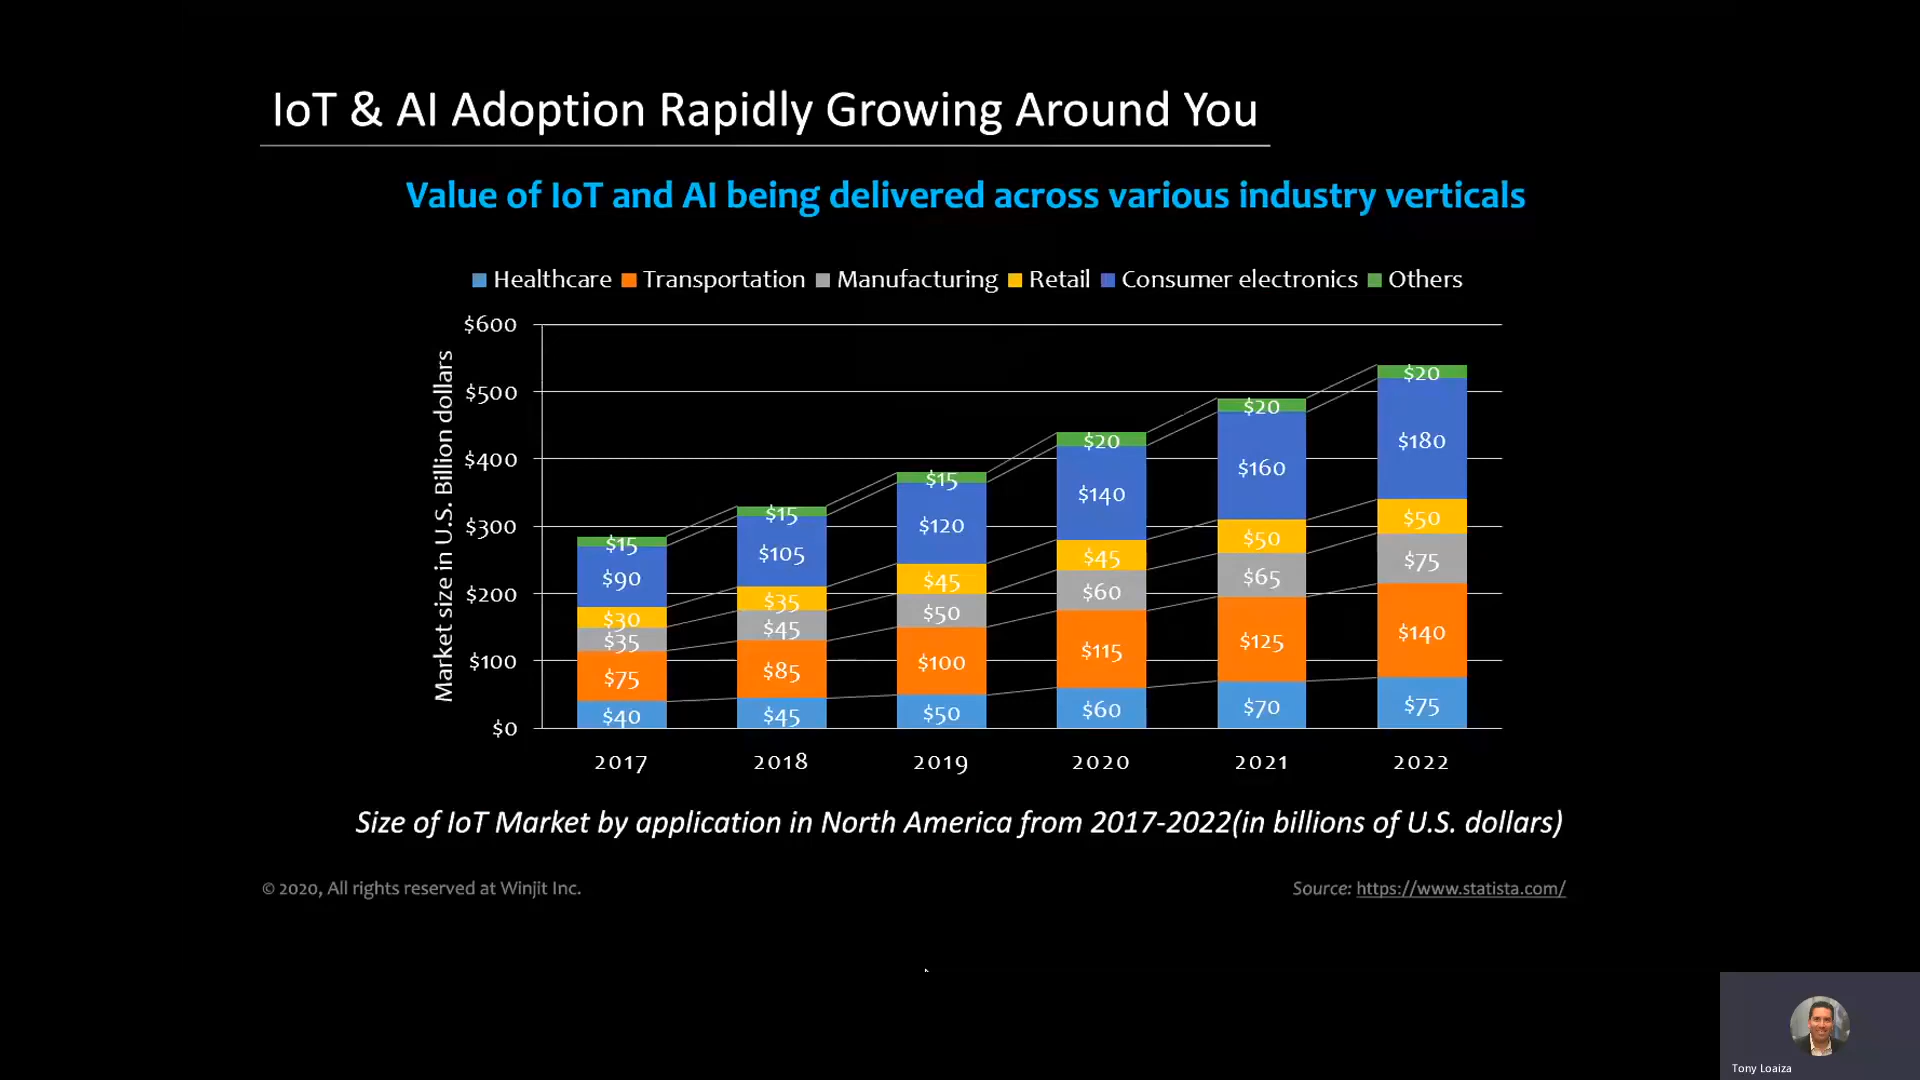 IoT & AI Adoption Rapidly Growing Around You
Value of IoT and AI being delivered across various industry verticals
Healthcare Transportation Manufacturing Retail Consumer electronics Others
Market size in U.S. Billion dollars
$600
$500
$400
$300
$200
$100
$0
$15 $15 $15 $20 $20 $20
$90 $105 $120 $140 $160 $180
$30 $35 $45 $45 $50 $50
$35 $45 $50 $60 $65 $75
$75 $85 $100 $115 $125 $140
$40 $45 $50 $60 $70 $75
2017 2018 2019 2020 2021 2022
Size of IoT Market by application in North America from 2017-2022(in billions of U.S. dollars)
© 2020, All rights reserved at Winjit Inc.
Source: https://www.statista.com/
Tony Loaiza